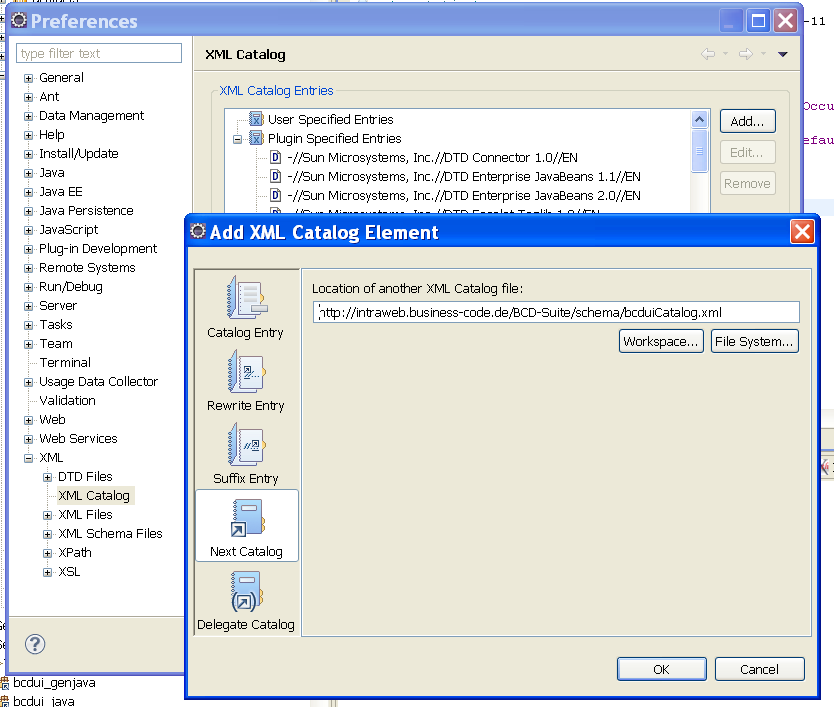 Preferences
type filter text
General
Ant
Data Management
Help
Install/Update
Java
Java EE
Java Persistence
JavaScript
Plug-in Development
Remote Systems
Run/Debug
Server
Tasks
Team
Terminal
Usage Data Collector
Validation
Web
Web Services
XML
DTD Files
XML Catalog
XML Files
XML Schema Files
XPath
XSL
XML Catalog
XML Catalog Entries
User Specified Entries
Plugin Specified Entries
-//Sun Microsystems, Inc.//DTD Connector 1.0//EN
-//Sun Microsystems, Inc.//DTD Enterprise JavaBeans 1.1//EN
-//Sun Microsystems, Inc.//DTD Enterprise JavaBeans 2.0//EN
Add...
Edit...
Remove
-11
Occu
efau
Add XML Catalog Element
Catalog Entry
Rewrite Entry
Suffix Entry
Next Catalog
Delegate Catalog
Location of another XML Catalog file:
http://intraweb.business-code.de/BCD-Suite/schema/bcduiCatalog.xml
Workspace...
File System...
OK
Cancel
bcdui_genjava
bcdui_java